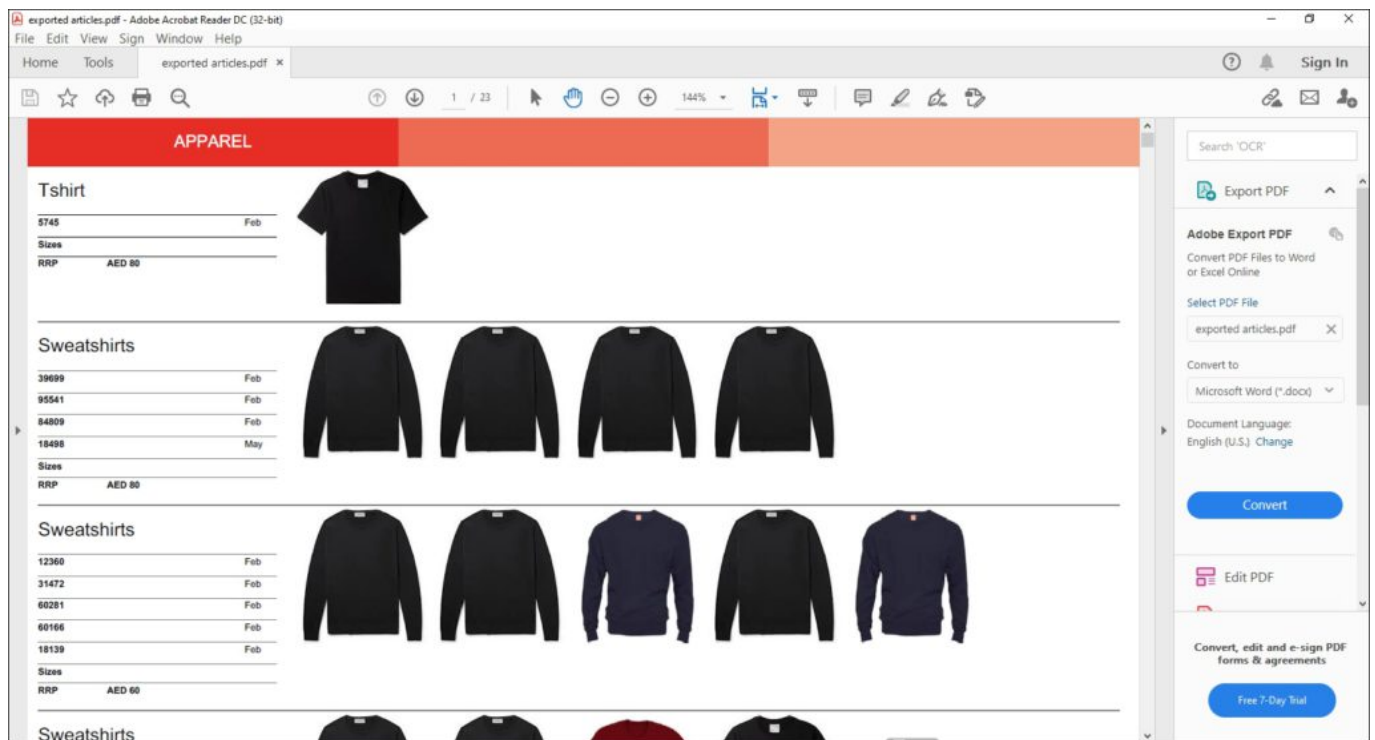 exported articles.pdf - Adobe Acrobat Reader DC (32-bit)
File Edit View Sign Window Help
Home Tools exported articles.pdf × Sign In
1 / 23 144%
APPAREL
Tshirt
5745 Feb
Sizes
RRP AED 80
Sweatshirts
39699 Feb
95541 Feb
84809 Feb
18498 May
Sizes
RRP AED 80
Sweatshirts
12360 Feb
31472 Feb
60281 Feb
60166 Feb
18139 Feb
Sizes
RRP AED 60
Sweatshirts
Search 'OCR'
Export PDF
Adobe Export PDF
Convert PDF Files to Word
or Excel Online
Select PDF File
exported articles.pdf
Convert to
Microsoft Word (*.docx)
Document Language:
English (U.S.) Change
Convert
Edit PDF
Convert, edit and e-sign PDF
forms & agreements
Free 7-Day Trial